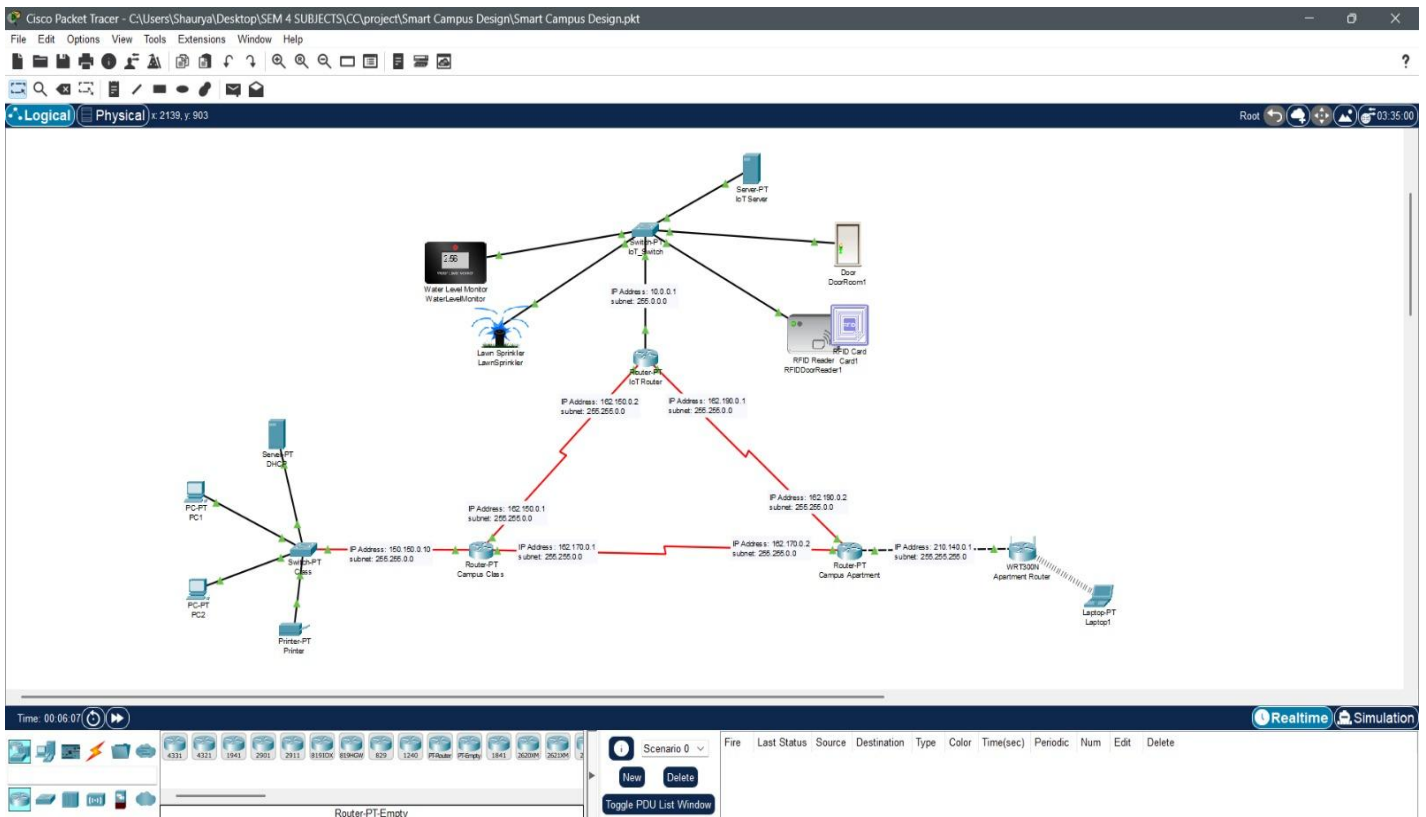 Cisco Packet Tracer - C:\Users\Shaurya\Desktop\SEM 4 SUBJECTS\CC\project\Smart Campus Design\Smart Campus Design.pkt
File Edit Options View Tools Extensions Window Help
?
Logical Physical x: 2139, y: 903
Root 03:35:00
Server-PT
IoT Server
Switch-PT
IoT_Switch
2.56
Water Level Monitor
WaterLevelMonitor
Door
DoorRoom1
IP Address: 10.0.0.1
subnet: 255.0.0.0
Lawn Sprinkler
LawnSprinkler
RFID Reader
RFIDDoorReader1
RFID Card
Card1
Router-PT
IoT Router
IP Address: 162.150.0.2
subnet: 255.255.0.0
IP Address: 162.190.0.1
subnet: 255.255.0.0
Server-PT
DHCP
PC-PT
PC1
IP Address: 162.150.0.1
subnet: 255.255.0.0
IP Address: 162.190.0.2
subnet: 255.255.0.0
Switch-PT
Class
IP Address: 150.150.0.10
subnet: 255.255.0.0
Router-PT
Campus Class
IP Address: 162.170.0.1
subnet: 255.255.0.0
IP Address: 162.170.0.2
subnet: 255.255.0.0
Router-PT
Campus Apartment
IP Address: 210.140.0.1
subnet: 255.255.255.0
WRT300N
Apartment Router
PC-PT
PC2
Laptop-PT
Laptop1
Printer-PT
Printer
Time: 00:06:07
Realtime Simulation
4331 4321 1941 2901 2911 819IOX 819HGW 829 1240 PT-Router PT-Empty 1841 2620XM 2621XM
Router-PT-Empty
Scenario 0
New Delete
Toggle PDU List Window
Fire Last Status Source Destination Type Color Time(sec) Periodic Num Edit Delete